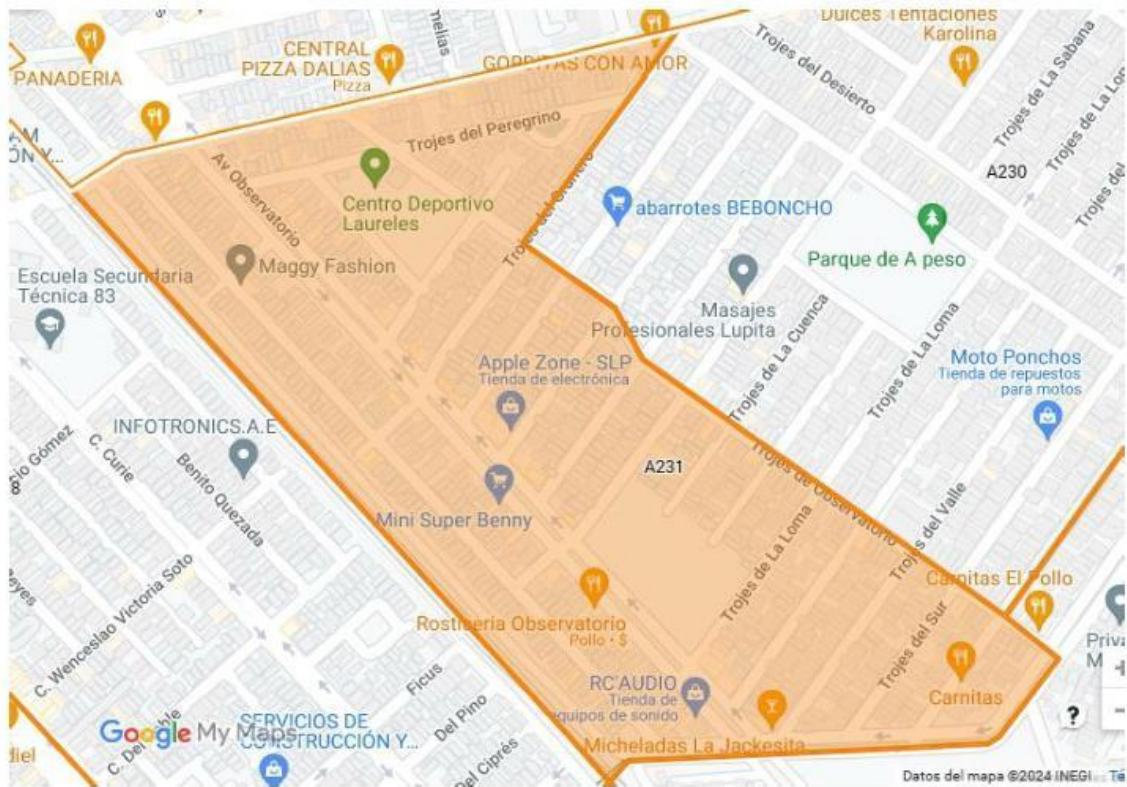 Dulces Tentaciones
Karolina
PANADERIA
CENTRAL
PIZZA DALIAS
Pizza
GORDITAS CON AMOR
Trojes del Desierto
Trojes de La Sabana
Trojes del Peregrino
Av Observatorio
Centro Deportivo
Laureles
A230
abarrotes BEBONCHO
Parque de A peso
Maggy Fashion
Escuela Secundaria
Técnica 83
Masajes
Profesionales Lupita
Trojes de La Cuenca
Trojes de La Loma
Apple Zone - SLP
Tienda de electrónica
Moto Ponchos
Tienda de repuestos
para motos
INFOTRONICS.A.E
C. Curie
Benito Quezada
A231
Trojes de Observatorio
Mini Super Benny
Trojes de La Loma
Trojes del Valle
Carnitas El Pollo
C. Wenceslao Victoria Soto
Rosticeria Observatorio
Pollo · $
Trojes del Sur
Ficus
Del Pino
RC AUDIO
Tienda de
equipos de sonido
Carnitas
Google My Maps
SERVICIOS DE
CONSTRUCCIÓN Y...
Micheladas La Jackesita
Del Ciprés
?
Datos del mapa ©2024 INEGI